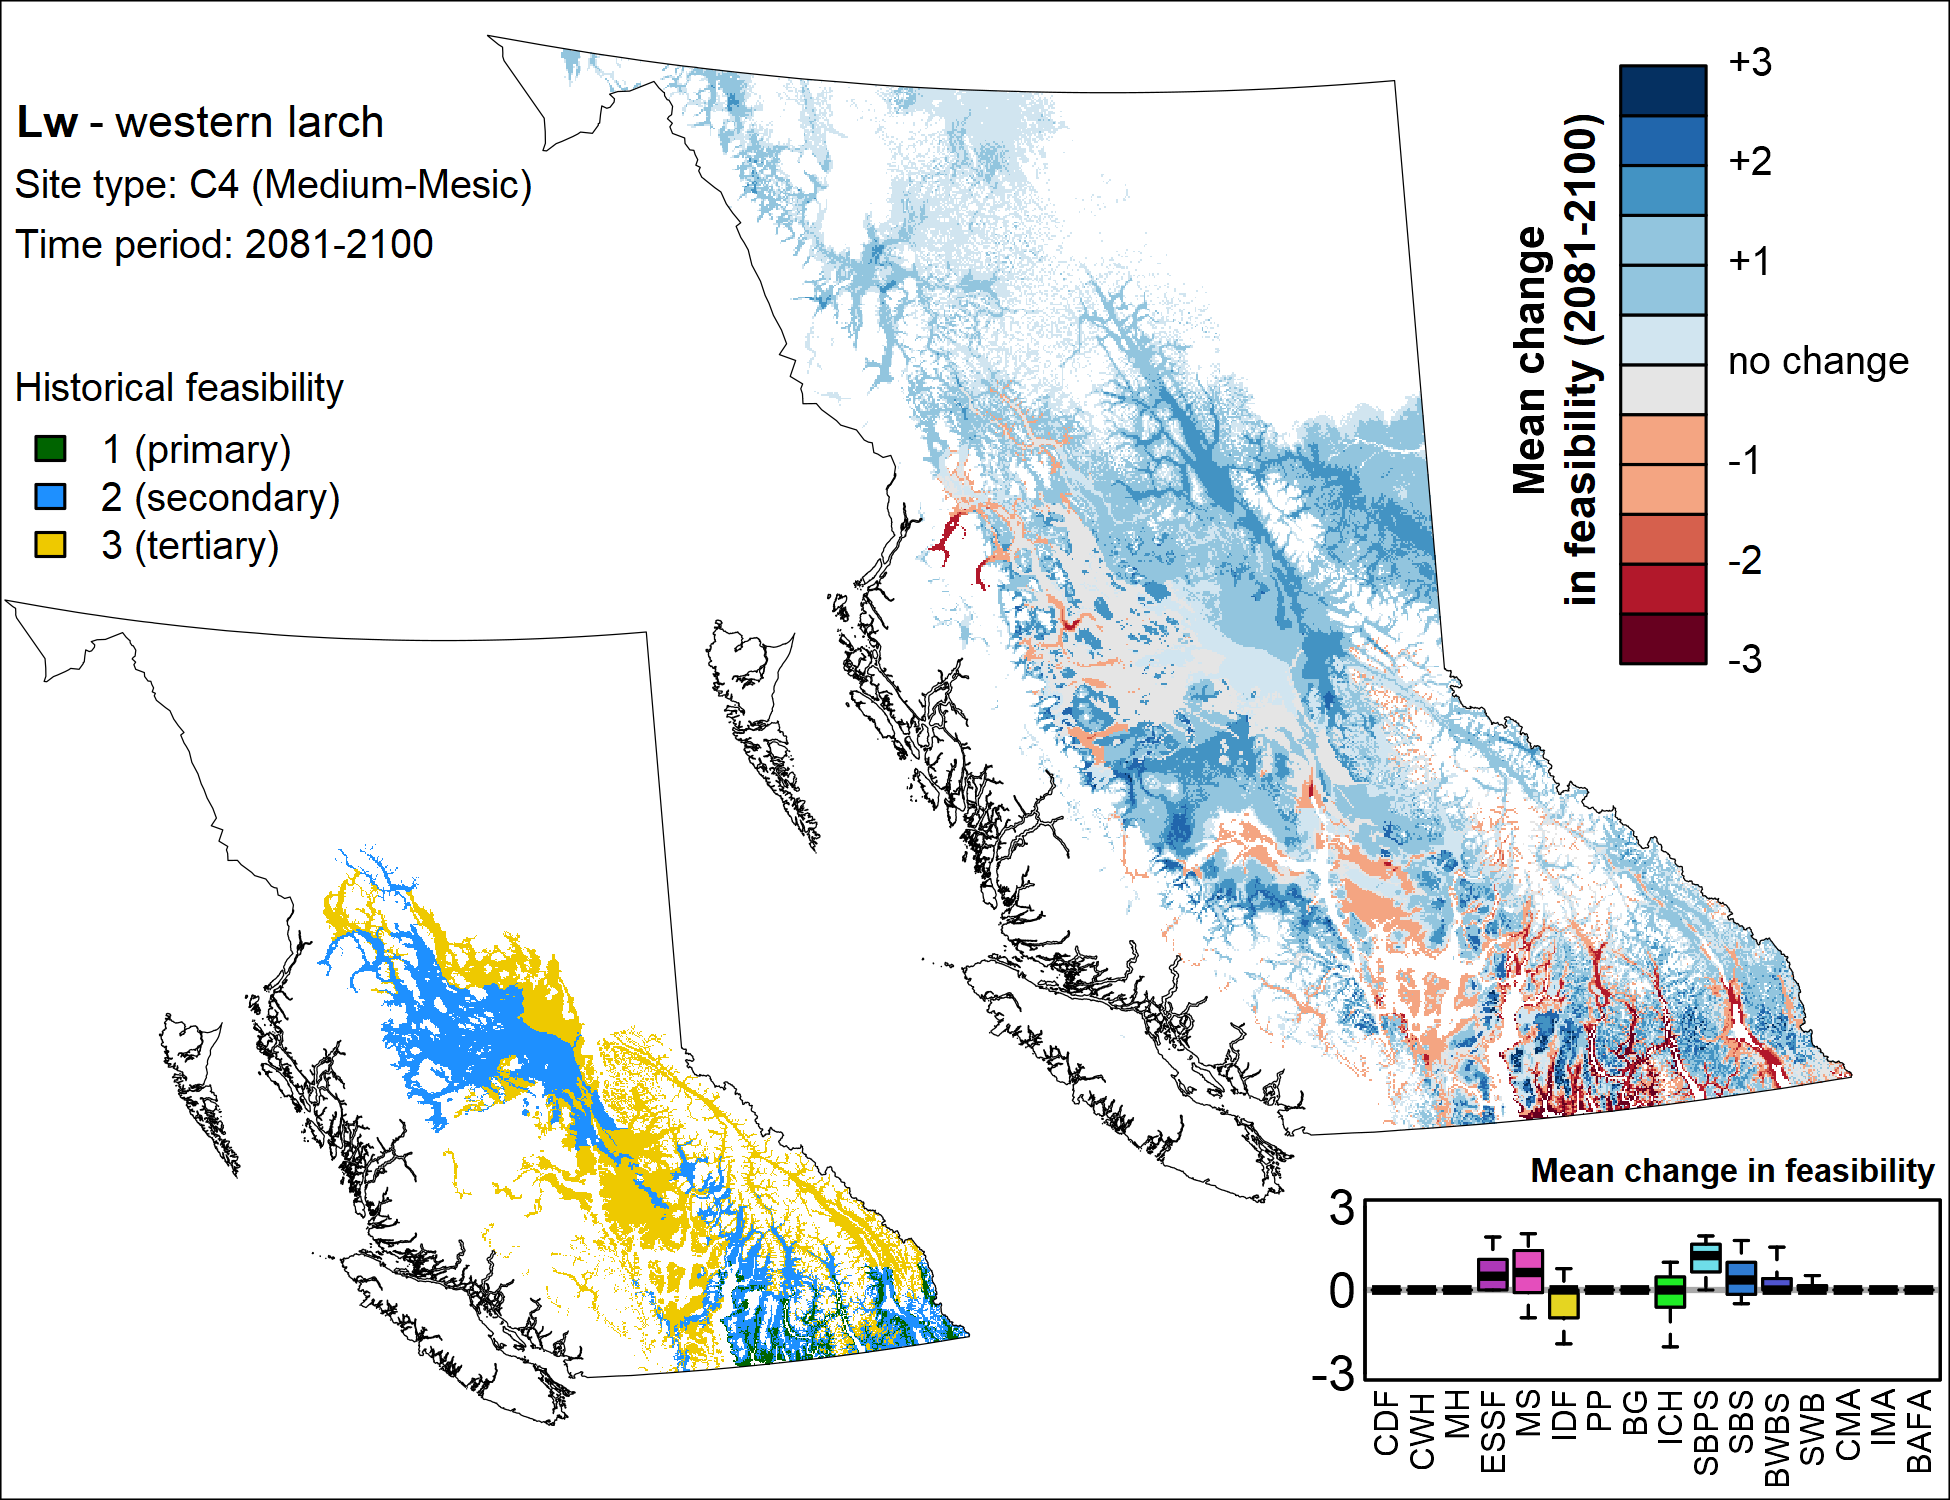 Lw - western larch
Site type: C4 (Medium-Mesic)
Time period: 2081-2100
Historical feasibility
1 (primary)
2 (secondary)
3 (tertiary)
Mean change
in feasibility (2081-2100)
+3
+2
+1
no change
-1
-2
-3
Mean change in feasibility
3
0
-3
CDF
CWH
MH
ESSF
MS
IDF
PP
BG
ICH
SBPS
SBS
BWBS
SWB
CMA
IMA
BAFA